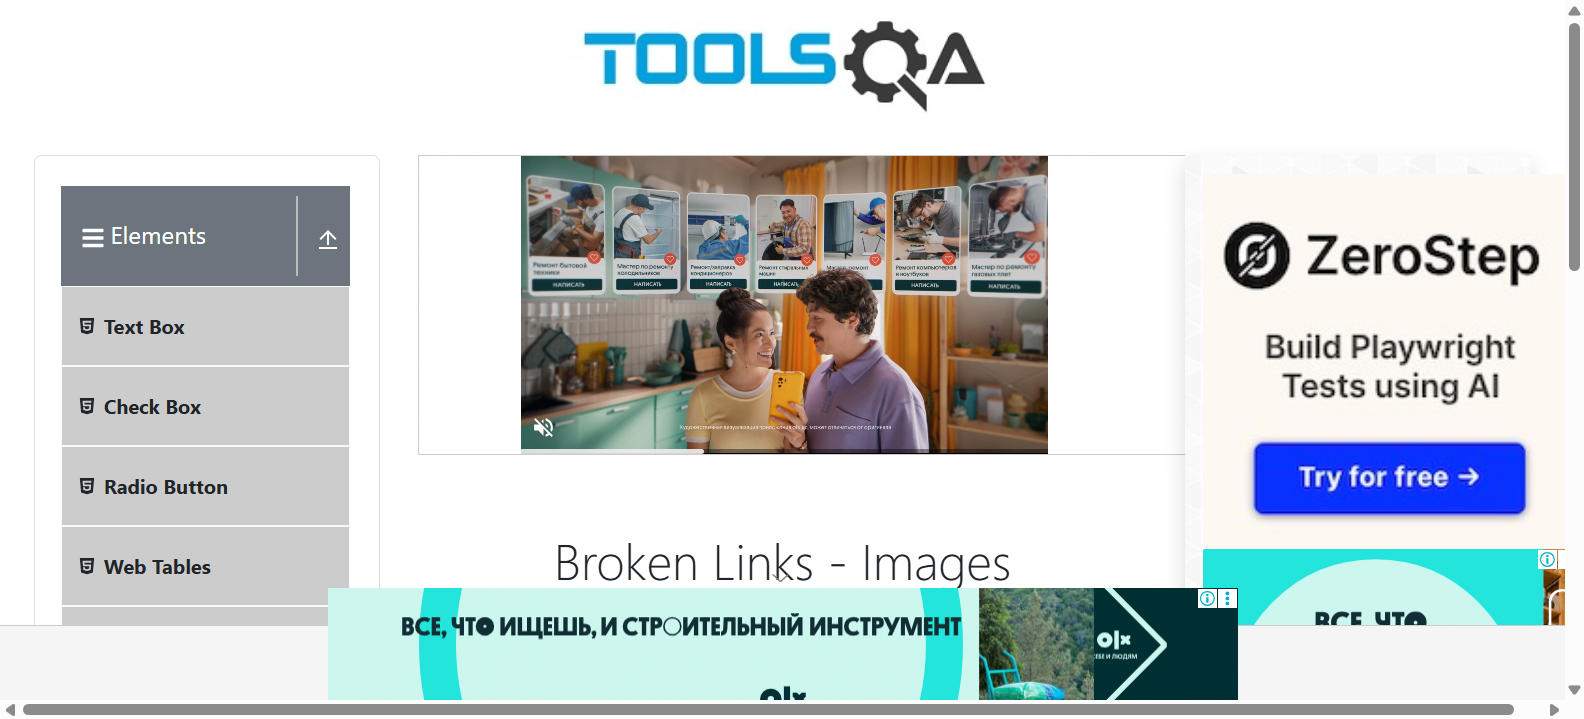 TOOLSQA
Elements
Text Box
Check Box
Radio Button
Web Tables
Ремонт бытовой
техники
НАПИСАТЬ
Мастер по ремонту
холодильников
НАПИСАТЬ
Ремонт/заправка
кондиционеров
НАПИСАТЬ
Ремонт стиральных
машин
НАПИСАТЬ
НАПИСАТЬ
Ремонт компьютеров
и ноутбуков
НАПИСАТЬ
Мастер по ремонту
газовых плит
НАПИСАТЬ
Broken Links - Images
ZeroStep
Build Playwright
Tests using AI
Try for free →
ВСЕ, ЧТО
ВСЕ, ЧТО ИЩЕШЬ, И СТРОИТЕЛЬНЫЙ ИНСТРУМЕНТ
olx
olx
СЕБЕ И ЛЮДЯМ